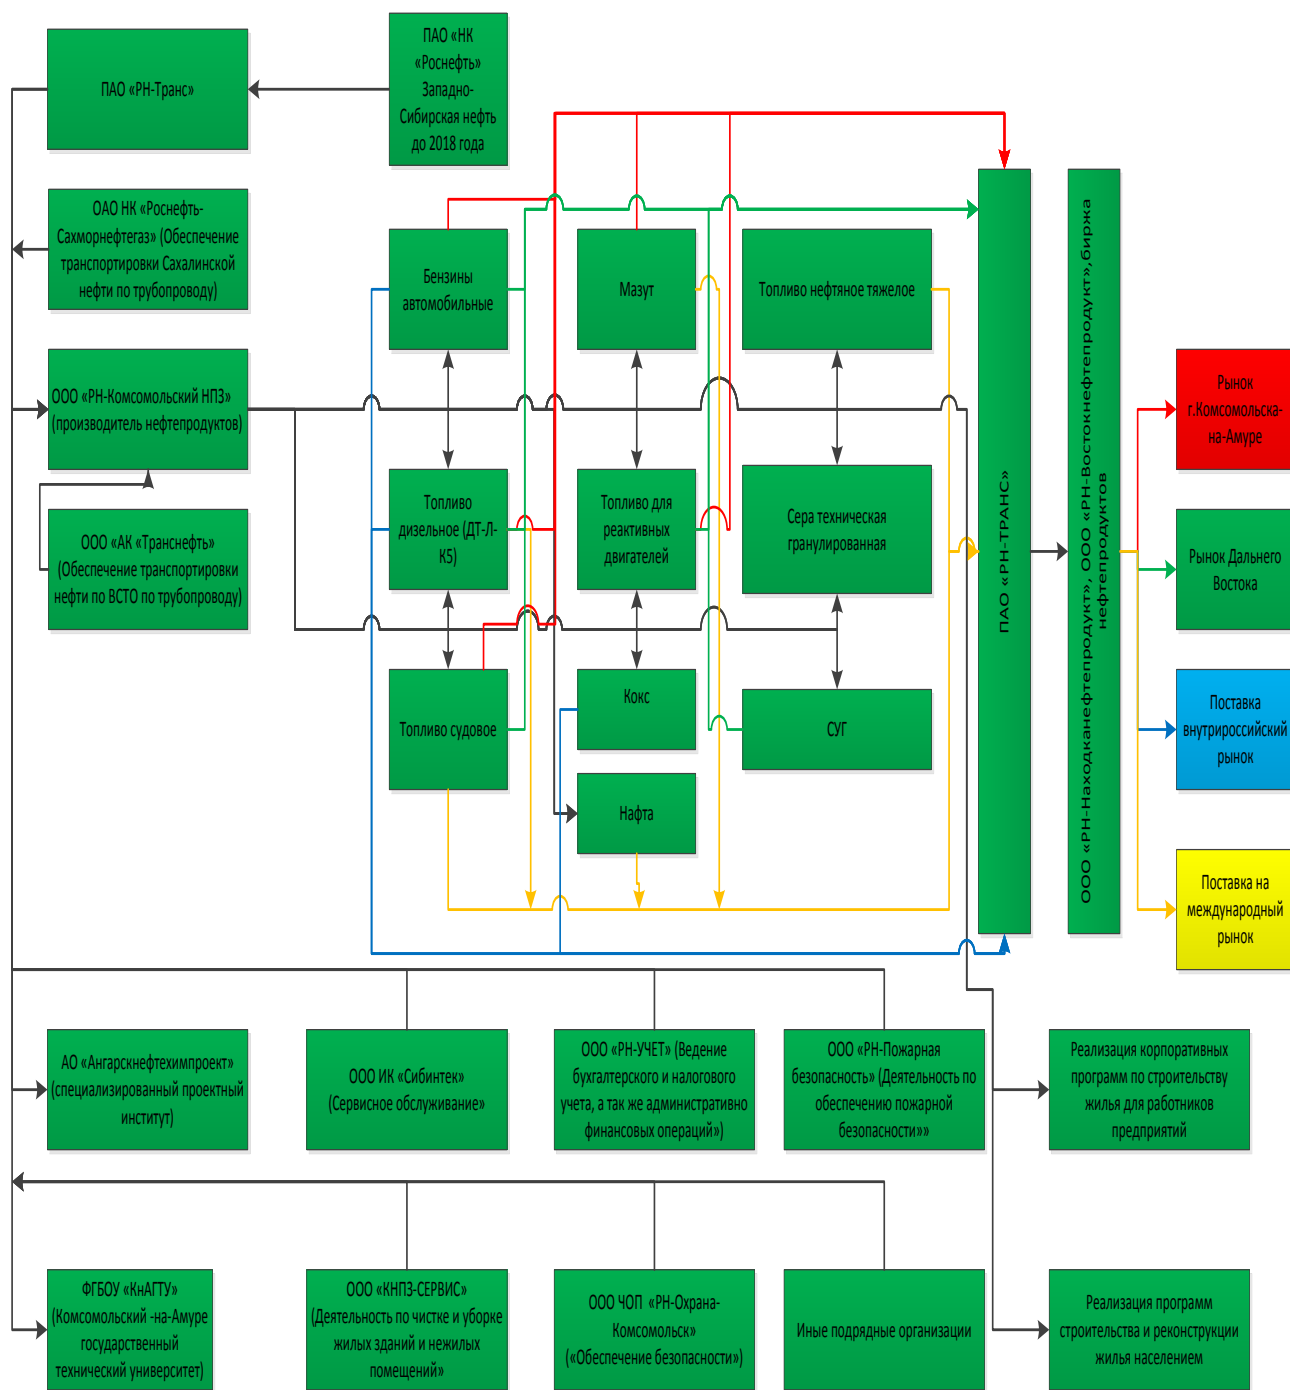 ПАО «РН-Транс»
ПАО «НК
«Роснефть»
Западно-
Сибирская нефть
до 2018 года
ОАО НК «Роснефть-
Сахморнефтегаз» (Обеспечение
транспортировки Сахалинской
нефти по трубопроводу)
Бензины
автомобильные
Мазут
Топливо нефтяное тяжелое
ООО «РН-Комсомольский НПЗ»
(производитель нефтепродуктов)
Топливо
дизельное (ДТ-Л-
К5)
Топливо для
реактивных
двигателей
Сера техническая
гранулированная
ООО «АК «Транснефть»
(Обеспечение транспортировки
нефти по ВСТО по трубопроводу)
Топливо судовое
Кокс
СУГ
Нафта
ПАО «РН-ТРАНС»
ООО «РН-Находканефтепродукт», ООО «РН-Востокнефтепродукт»,биржа
нефтепродуктов
Рынок
г.Комсомольска-
на-Амуре
Рынок Дальнего
Востока
Поставка
внутрироссийский
рынок
Поставка на
международный
рынок
АО «Ангарскнефтехимпроект»
(специализированный проектный
институт)
ООО ИК «Сибинтек»
(Сервисное обслуживание»
ООО «РН-УЧЕТ» (Ведение
бухгалтерского и налогового
учета, а так же административно
финансовых операций»)
ООО «РН-Пожарная
безопасность» (Деятельность по
обеспечению пожарной
безопасности»»
Реализация корпоративных
программ по строительству
жилья для работников
предприятий
ФГБОУ «КнАГТУ»
(Комсомольский -на-Амуре
государственный
технический университет)
ООО «КНПЗ-СЕРВИС»
(Деятельность по чистке и уборке
жилых зданий и нежилых
помещений»
ООО ЧОП  «РН-Охрана-
Комсомольск»
(«Обеспечение безопасности»)
Иные подрядные организации
Реализация программ
строительства и реконструкции
жилья населением